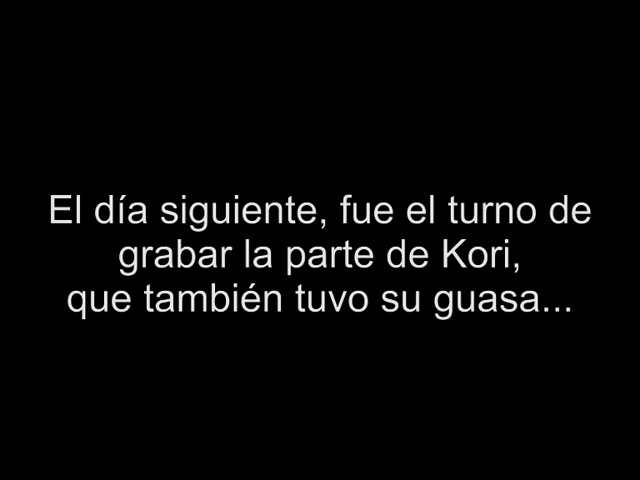 El día siguiente, fue el turno de
grabar la parte de Kori,
que también tuvo su guasa...